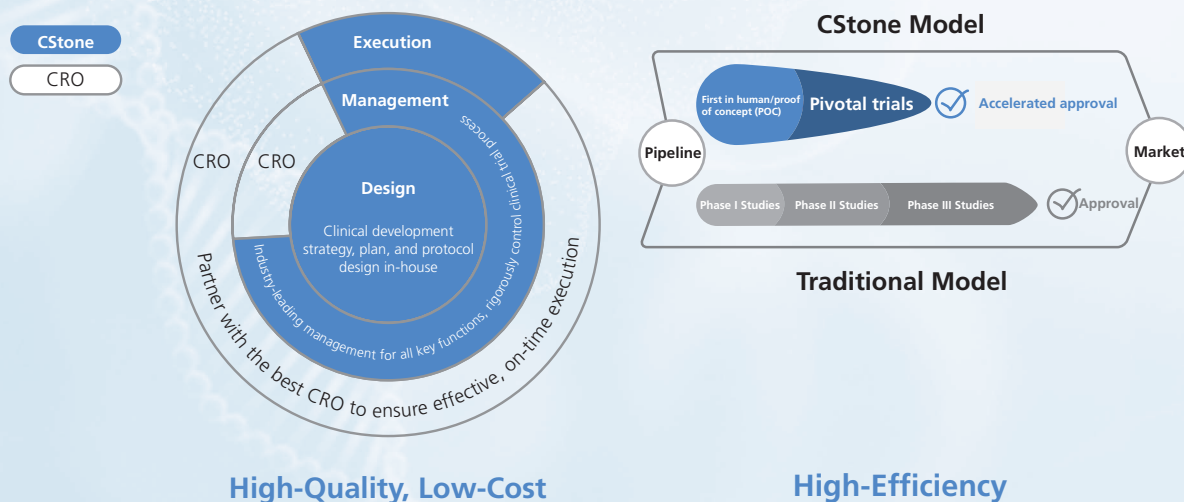 CStone
CRO
Execution
Management
CRO
CRO
Design
Clinical development
strategy, plan, and protocol
design in-house
Industry-leading management for all key functions, rigorously control clinical trial process
Partner with the best CRO to ensure effective, on-time execution
High-Quality, Low-Cost
CStone Model
First in human/proof
of concept (POC)
Pivotal trials
Accelerated approval
Pipeline
Market
Phase I Studies
Phase II Studies
Phase III Studies
Approval
Traditional Model
High-Efficiency